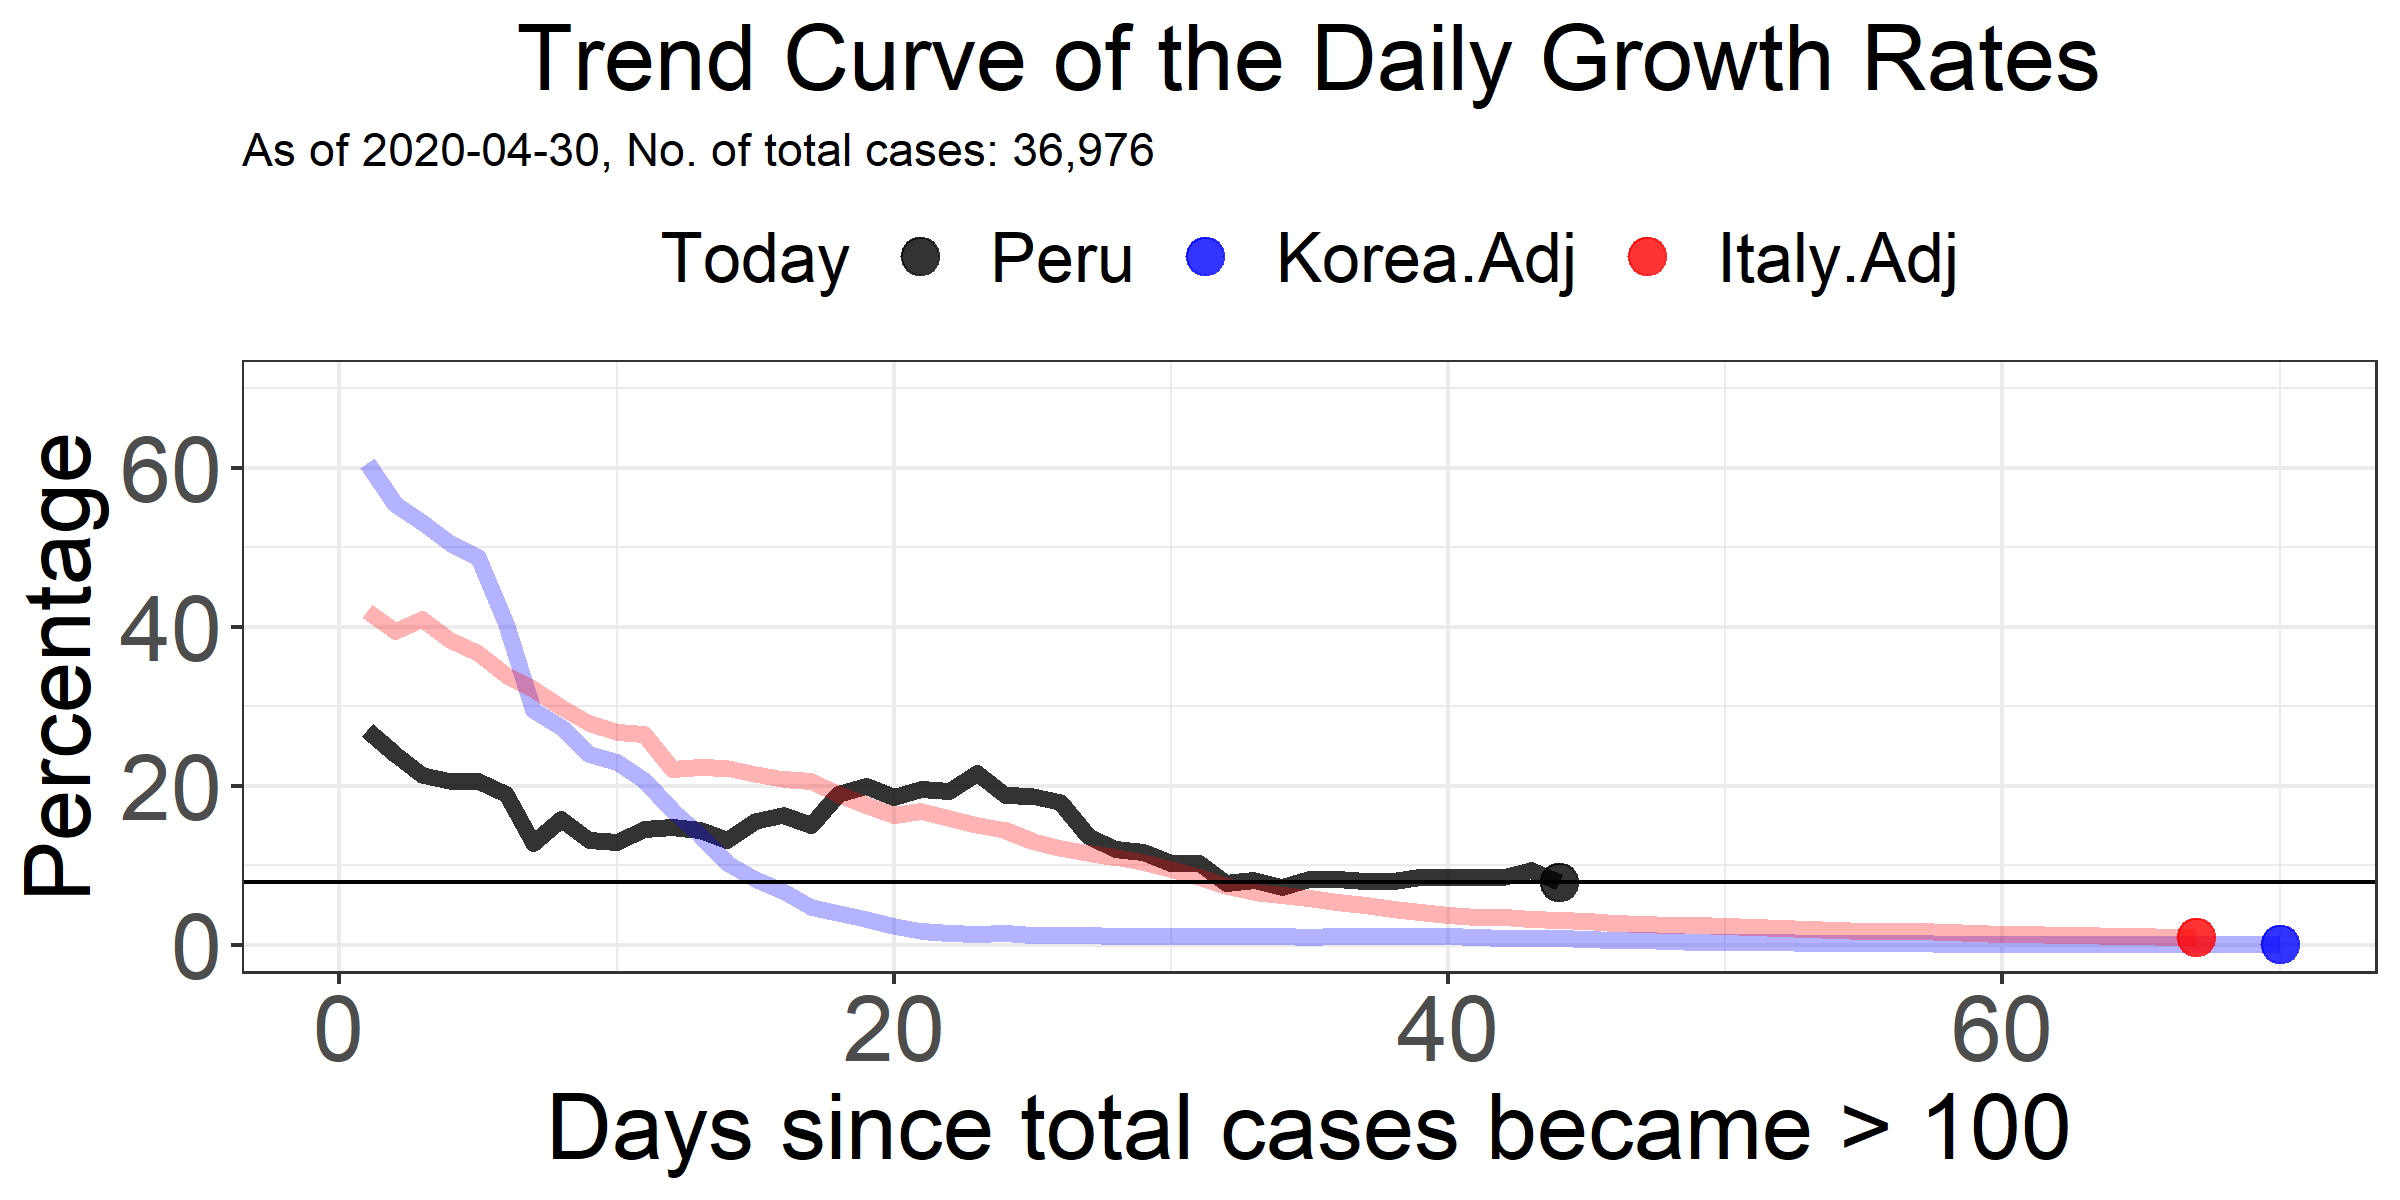 Trend Curve of the Daily Growth Rates
As of 2020-04-30, No. of total cases: 36,976
Today Peru Korea.Adj Italy.Adj
Percentage
60
40
20
0
0 20 40 60
Days since total cases became > 100